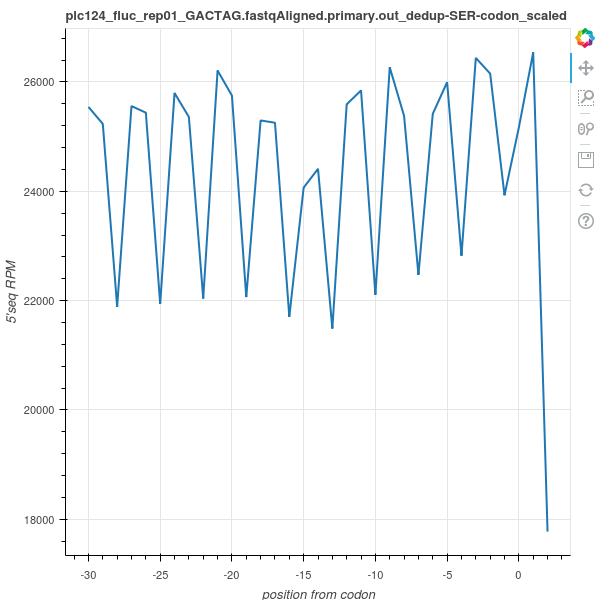 plc124_fluc_rep01_GACTAG.fastqAligned.primary.out_dedup-SER-codon_scaled
26000
24000
22000
20000
18000
5'seq RPM
-30 -25 -20 -15 -10 -5 0
position from codon